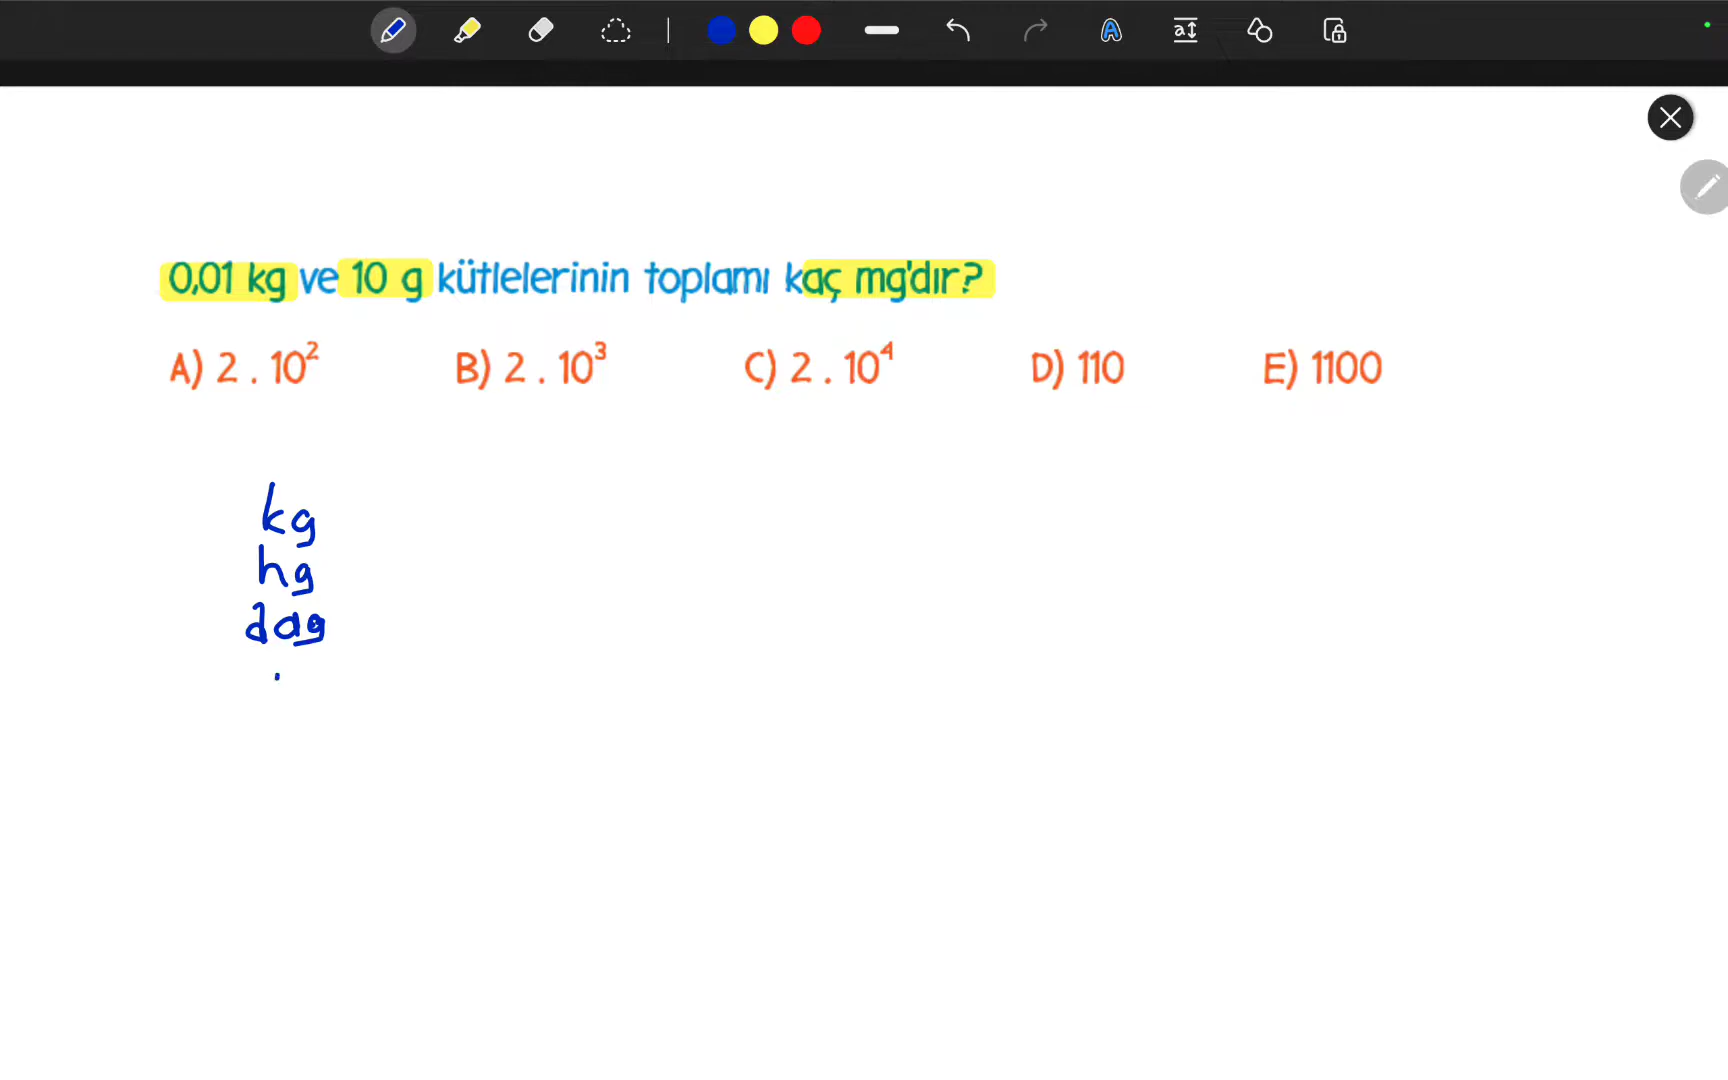 0,01 kg ve 10 g kütlelerinin toplamı kaç mg'dır?
A) 2 . 10² B) 2 . 10³ C) 2 . 10⁴ D) 110 E) 1100
kg
hg
dag